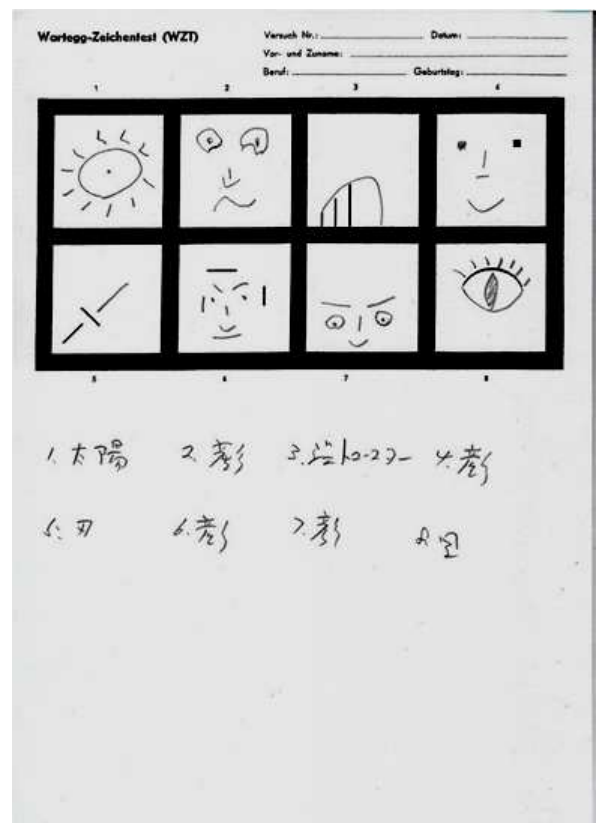 Wartegg-Zeichentest (WZT)
Versuch Nr.: Datum:
Vor- und Zuname:
Beruf: Geburtstag:
1 2 3 4
5 6 7 8
1. 太陽 2. 顔 3. 4. 顔
5. 刃 6. 顔 7. 顔 8. 目